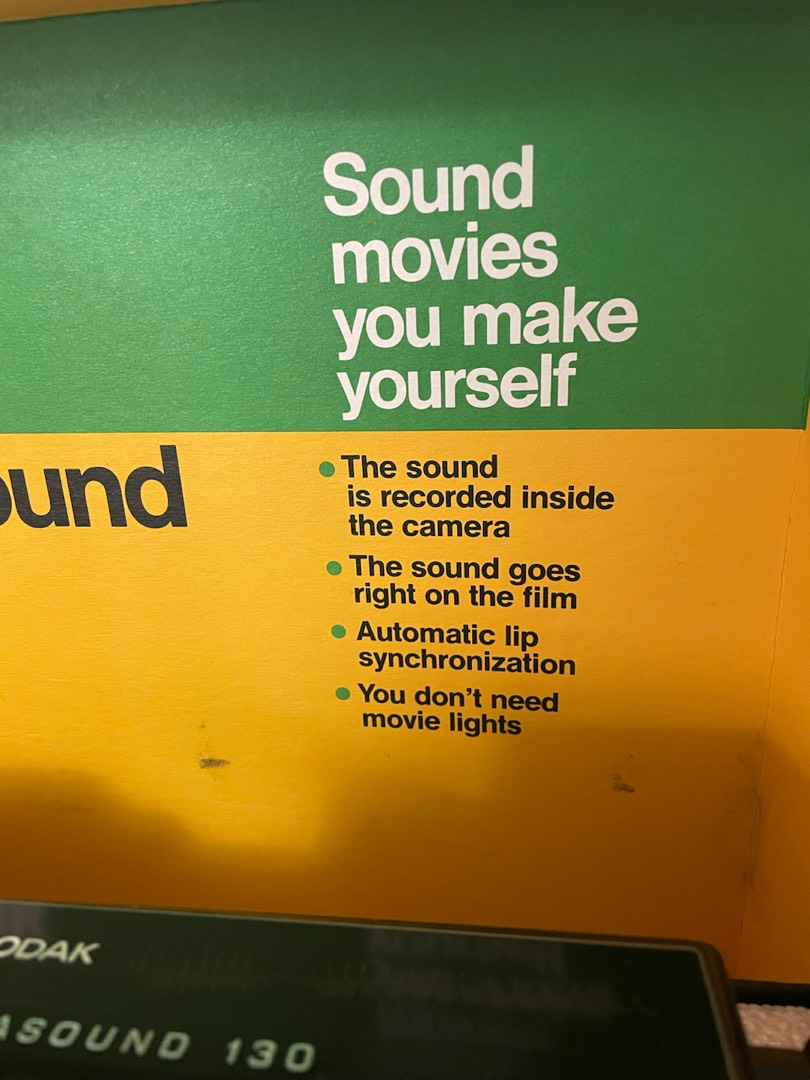 Sound
movies
you make
yourself
ound
The sound
is recorded inside
the camera
The sound goes
right on the film
Automatic lip
synchronization
You don't need
movie lights
ODAK
ASOUND 130